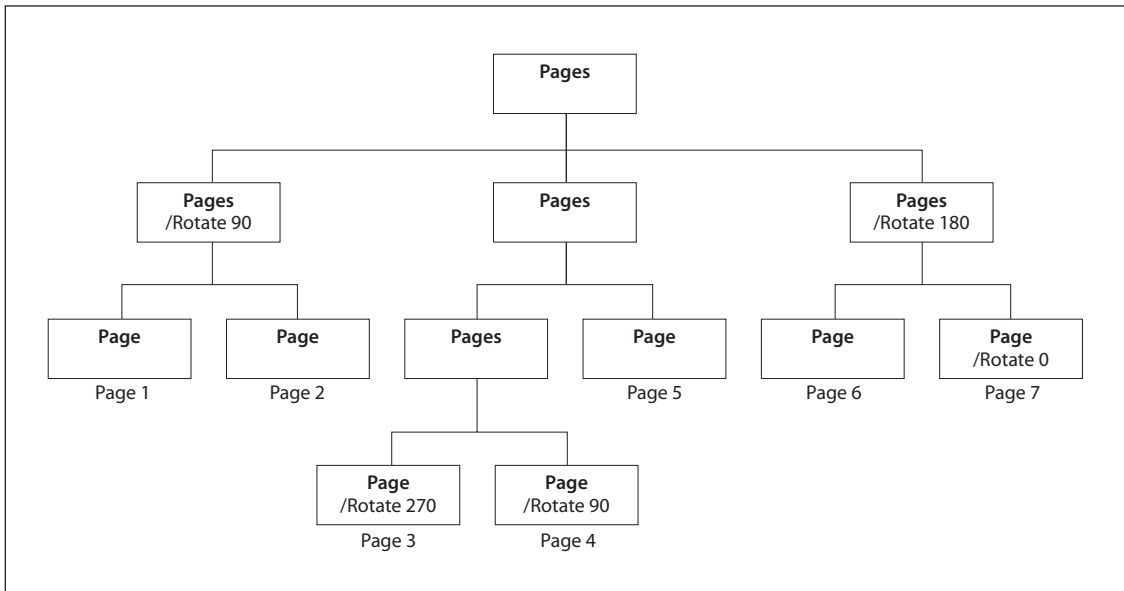 Pages
Pages
/Rotate 90
Pages
Pages
/Rotate 180
Page
Page 1
Page
Page 2
Pages
Page
Page 5
Page
Page 6
Page
/Rotate 0
Page 7
Page
/Rotate 270
Page 3
Page
/Rotate 90
Page 4